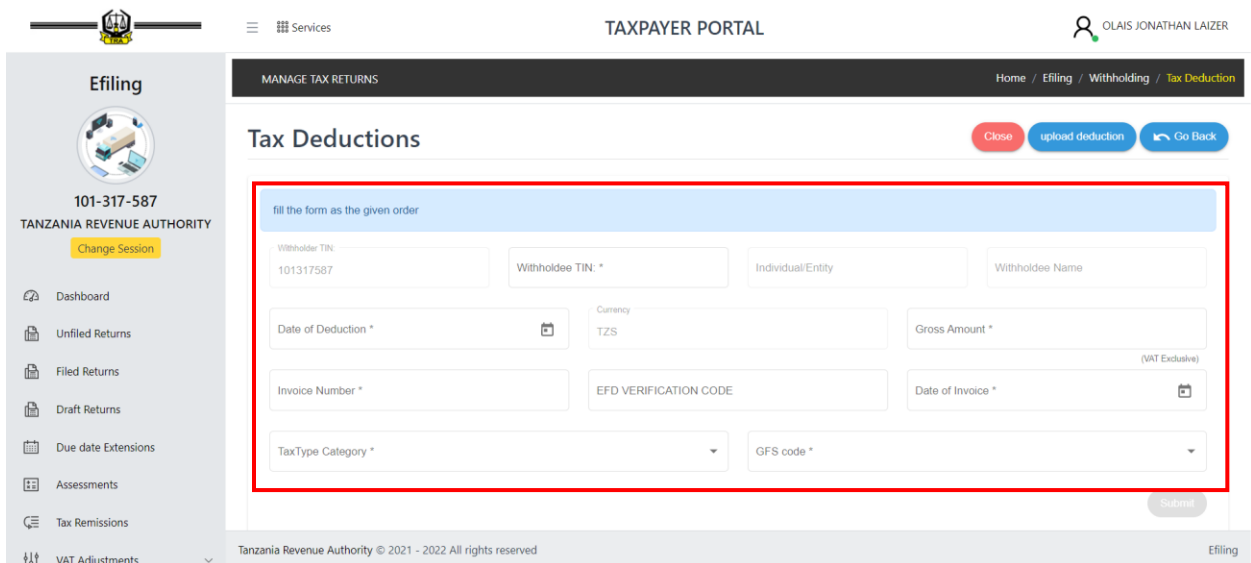 TRA
Services
TAXPAYER PORTAL
OLAIS JONATHAN LAIZER
Efiling
101-317-587
TANZANIA REVENUE AUTHORITY
Change Session
Dashboard
Unfiled Returns
Filed Returns
Draft Returns
Due date Extensions
Assessments
Tax Remissions
VAT Adjustments
MANAGE TAX RETURNS
Home / Efiling / Withholding / Tax Deduction
Tax Deductions
Close
upload deduction
Go Back
fill the form as the given order
Withholder TIN:
101317587
Withholdee TIN: *
Individual/Entity
Withholdee Name
Date of Deduction *
Currency
TZS
Gross Amount *
(VAT Exclusive)
Invoice Number *
EFD VERIFICATION CODE
Date of Invoice *
TaxType Category *
GFS code *
Submit
Tanzania Revenue Authority © 2021 - 2022 All rights reserved
Efiling